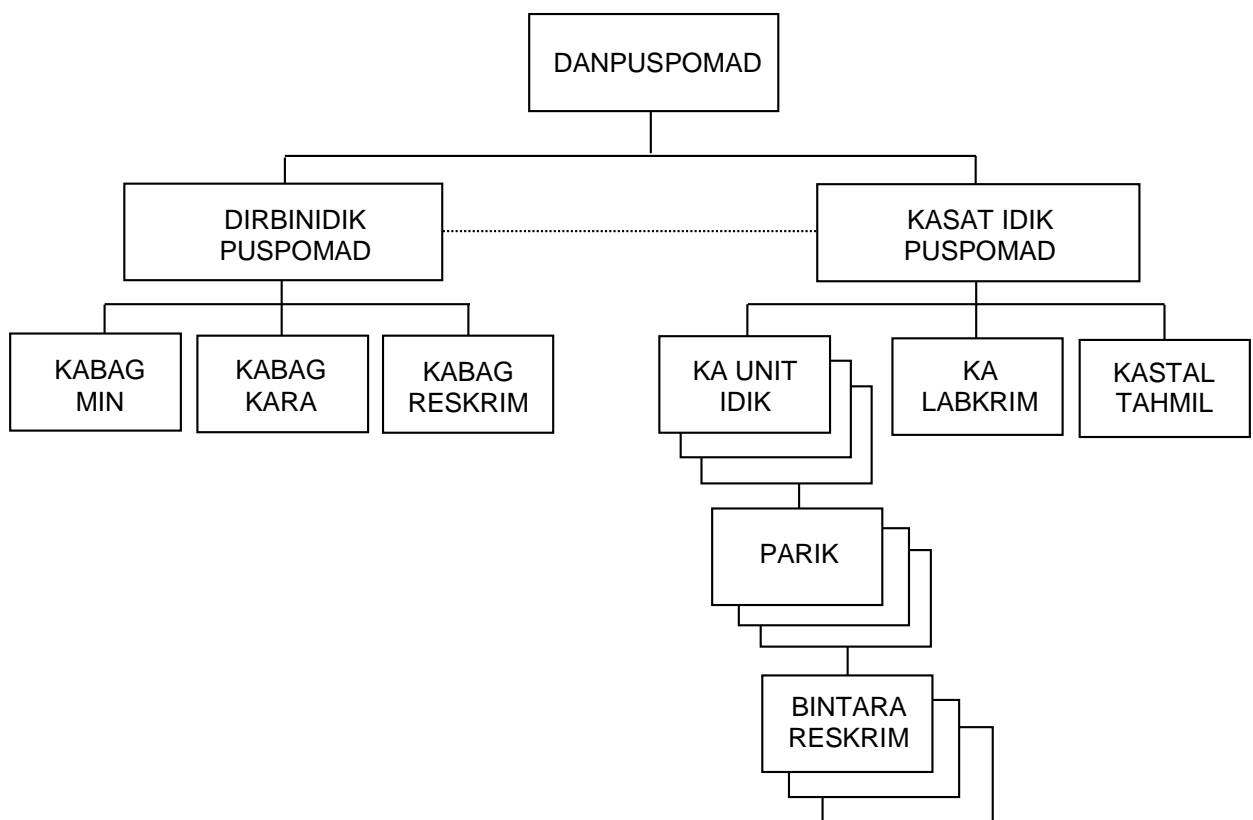 DANPUSPOMAD
DIRBINIDIK
PUSPOMAD
KASAT IDIK
PUSPOMAD
KABAG
MIN
KABAG
KARA
KABAG
RESKRIM
KA UNIT
IDIK
KA
LABKRIM
KASTAL
TAHMIL
PARIK
BINTARA
RESKRIM